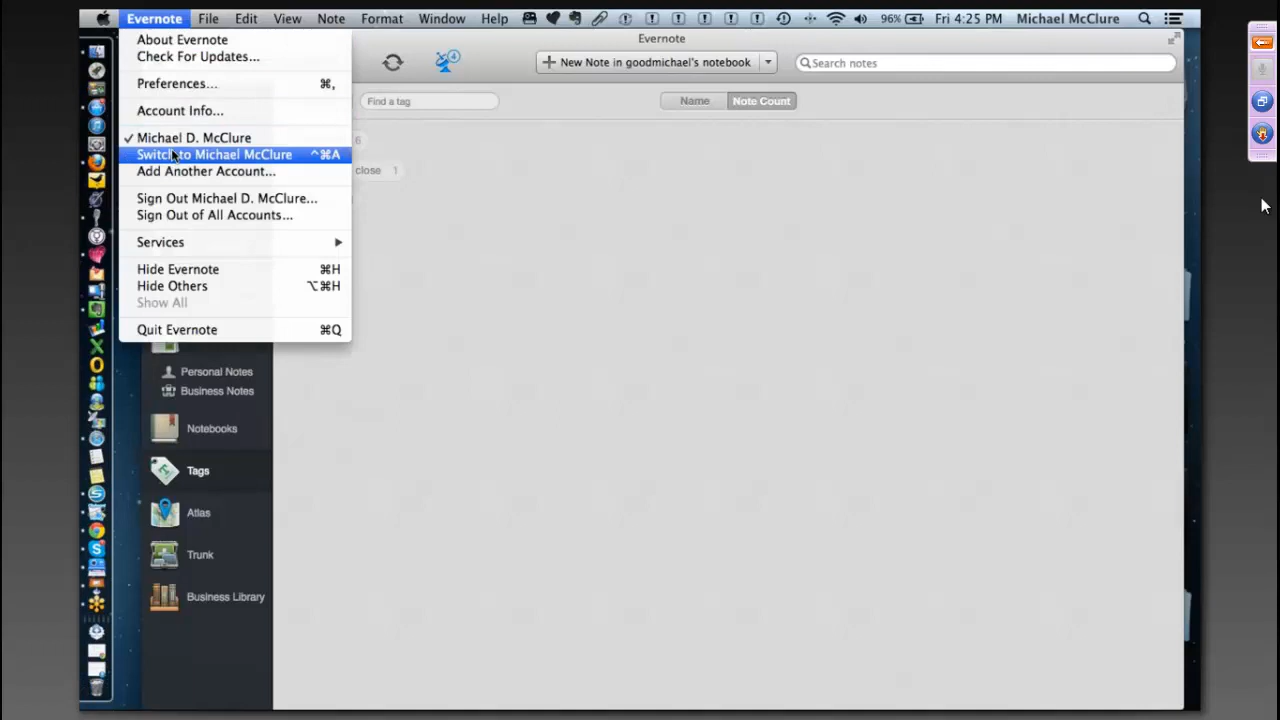 Evernote File Edit View Note Format Window Help 96% Fri 4:25 PM Michael McClure
About Evernote
Check For Updates...
Preferences... ⌘,
Account Info...
✓ Michael D. McClure
Switch to Michael McClure ^⌘A
Add Another Account...
Sign Out Michael D. McClure...
Sign Out of All Accounts...
Services
Hide Evernote ⌘H
Hide Others ⌥⌘H
Show All
Quit Evernote ⌘Q
Evernote
4
New Note in goodmichael's notebook
Search notes
Find a tag
Name Note Count
6
close 1
Personal Notes
Business Notes
Notebooks
Tags
Atlas
Trunk
Business Library